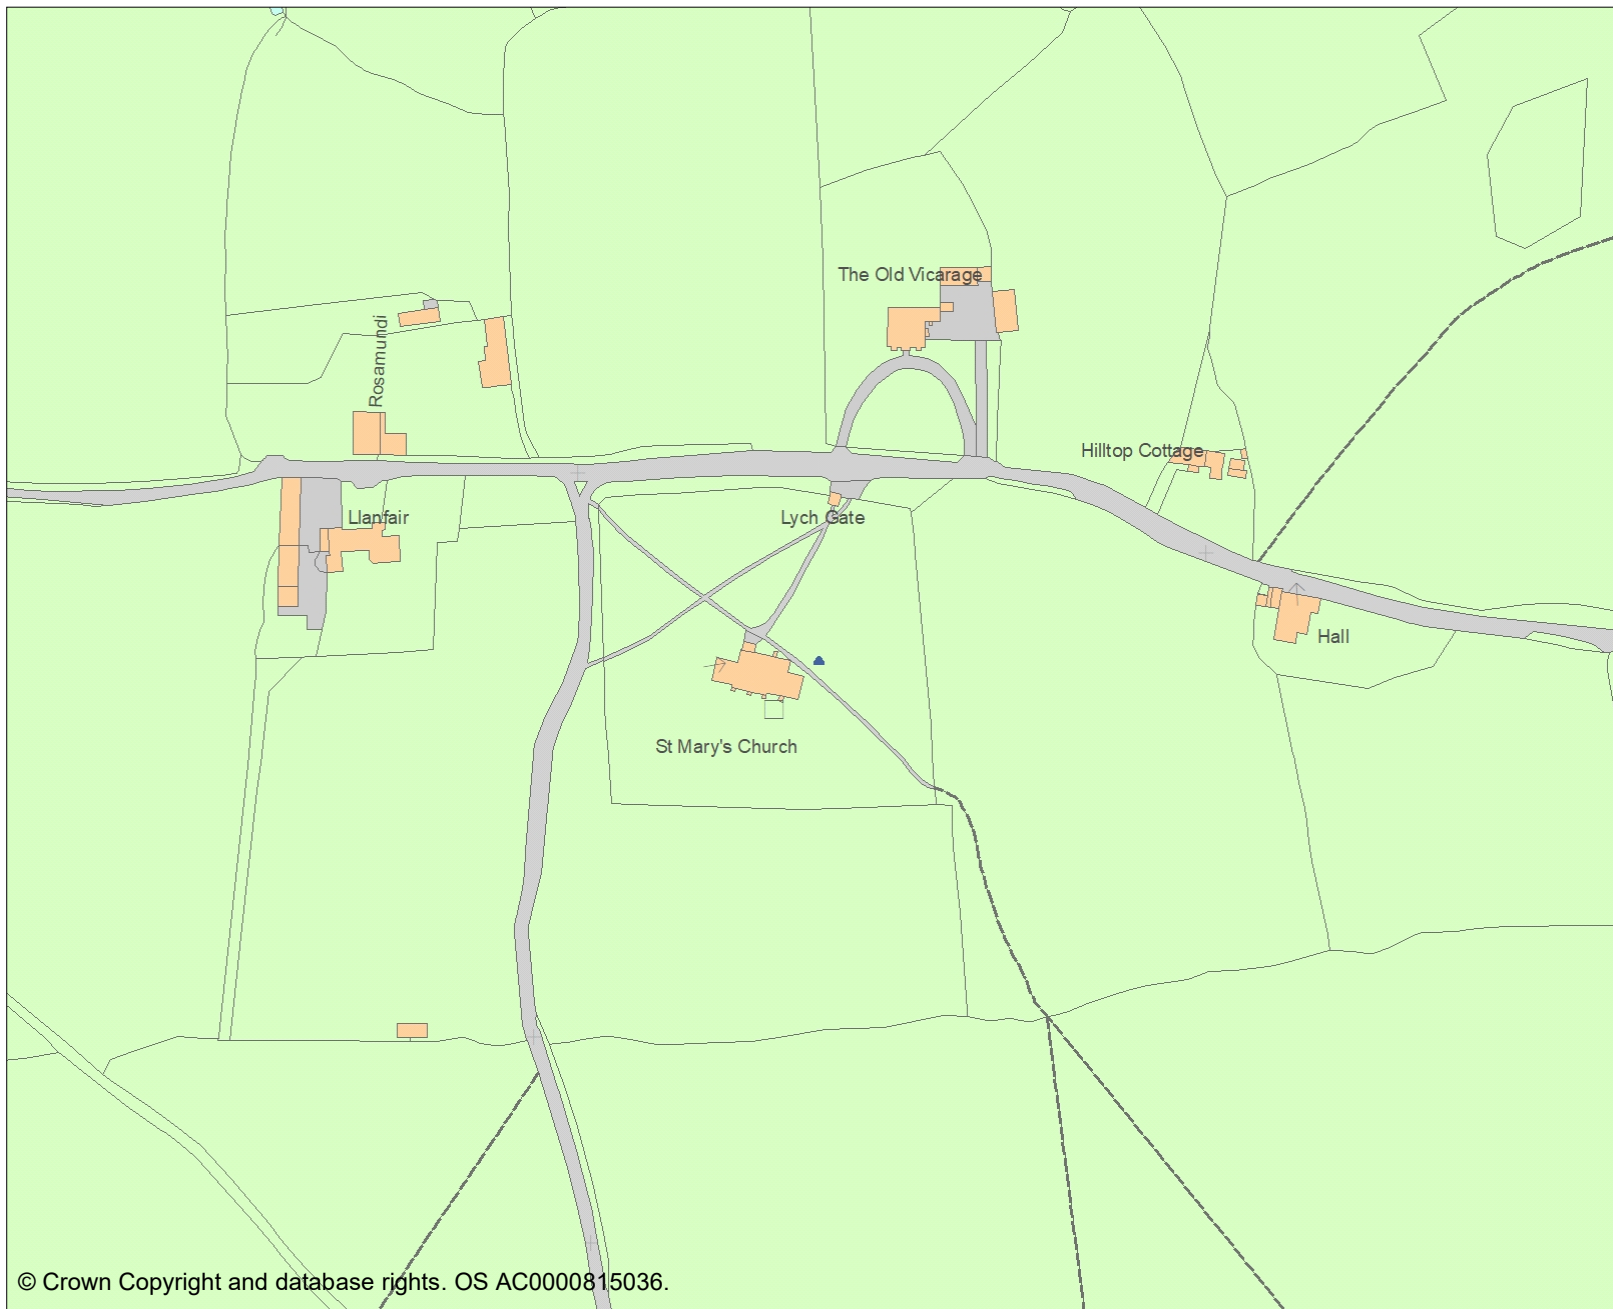 The Old Vicarage
Rosamundi
Hilltop Cottage
Llanfair
Lych Gate
Hall
St Mary's Church
© Crown Copyright and database rights. OS AC0000815036.